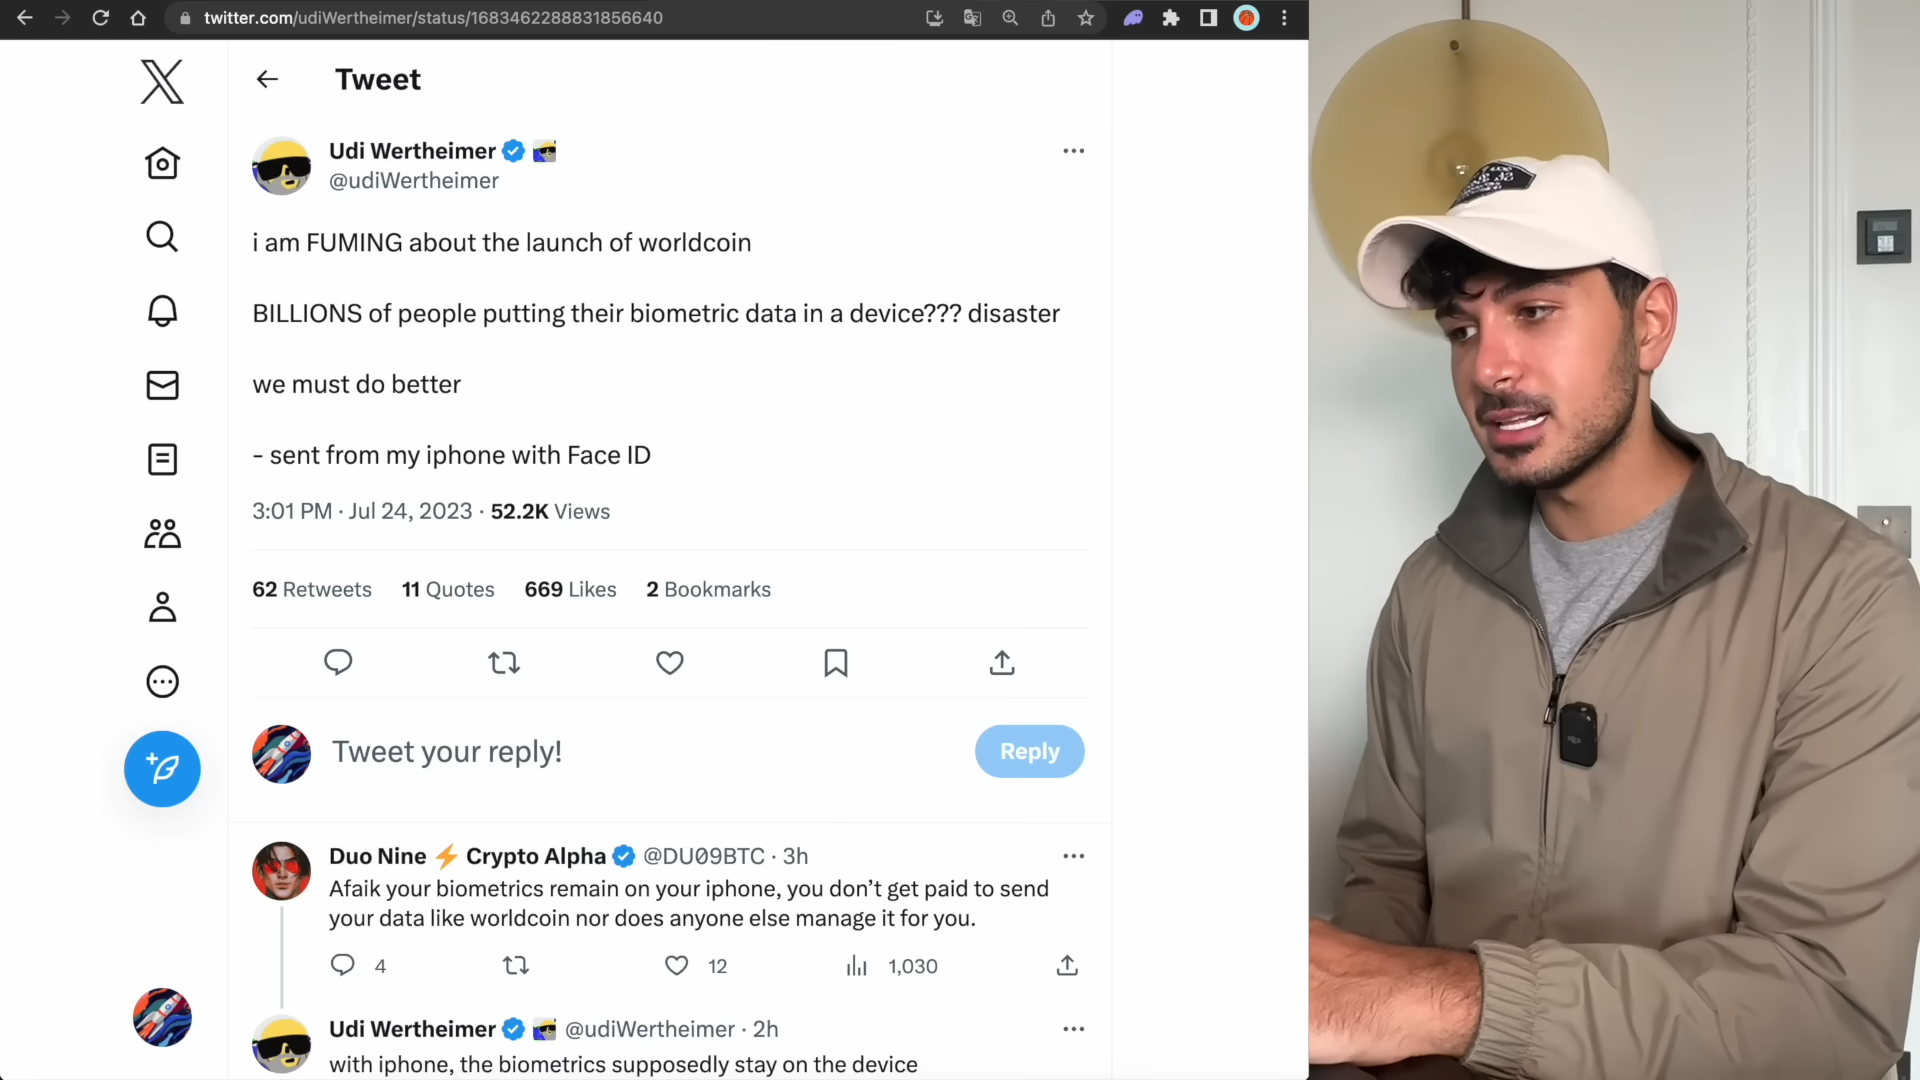 twitter.com/udiWertheimer/status/1683462288831856640
Tweet
Udi Wertheimer
@udiWertheimer
i am FUMING about the launch of worldcoin
BILLIONS of people putting their biometric data in a device??? disaster
we must do better
- sent from my iphone with Face ID
3:01 PM · Jul 24, 2023 · 52.2K Views
62 Retweets 11 Quotes 669 Likes 2 Bookmarks
Tweet your reply!
Reply
Duo Nine ⚡ Crypto Alpha @DU09BTC · 3h
Afaik your biometrics remain on your iphone, you don’t get paid to send
your data like worldcoin nor does anyone else manage it for you.
4 12 1,030
Udi Wertheimer @udiWertheimer · 2h
with iphone, the biometrics supposedly stay on the device